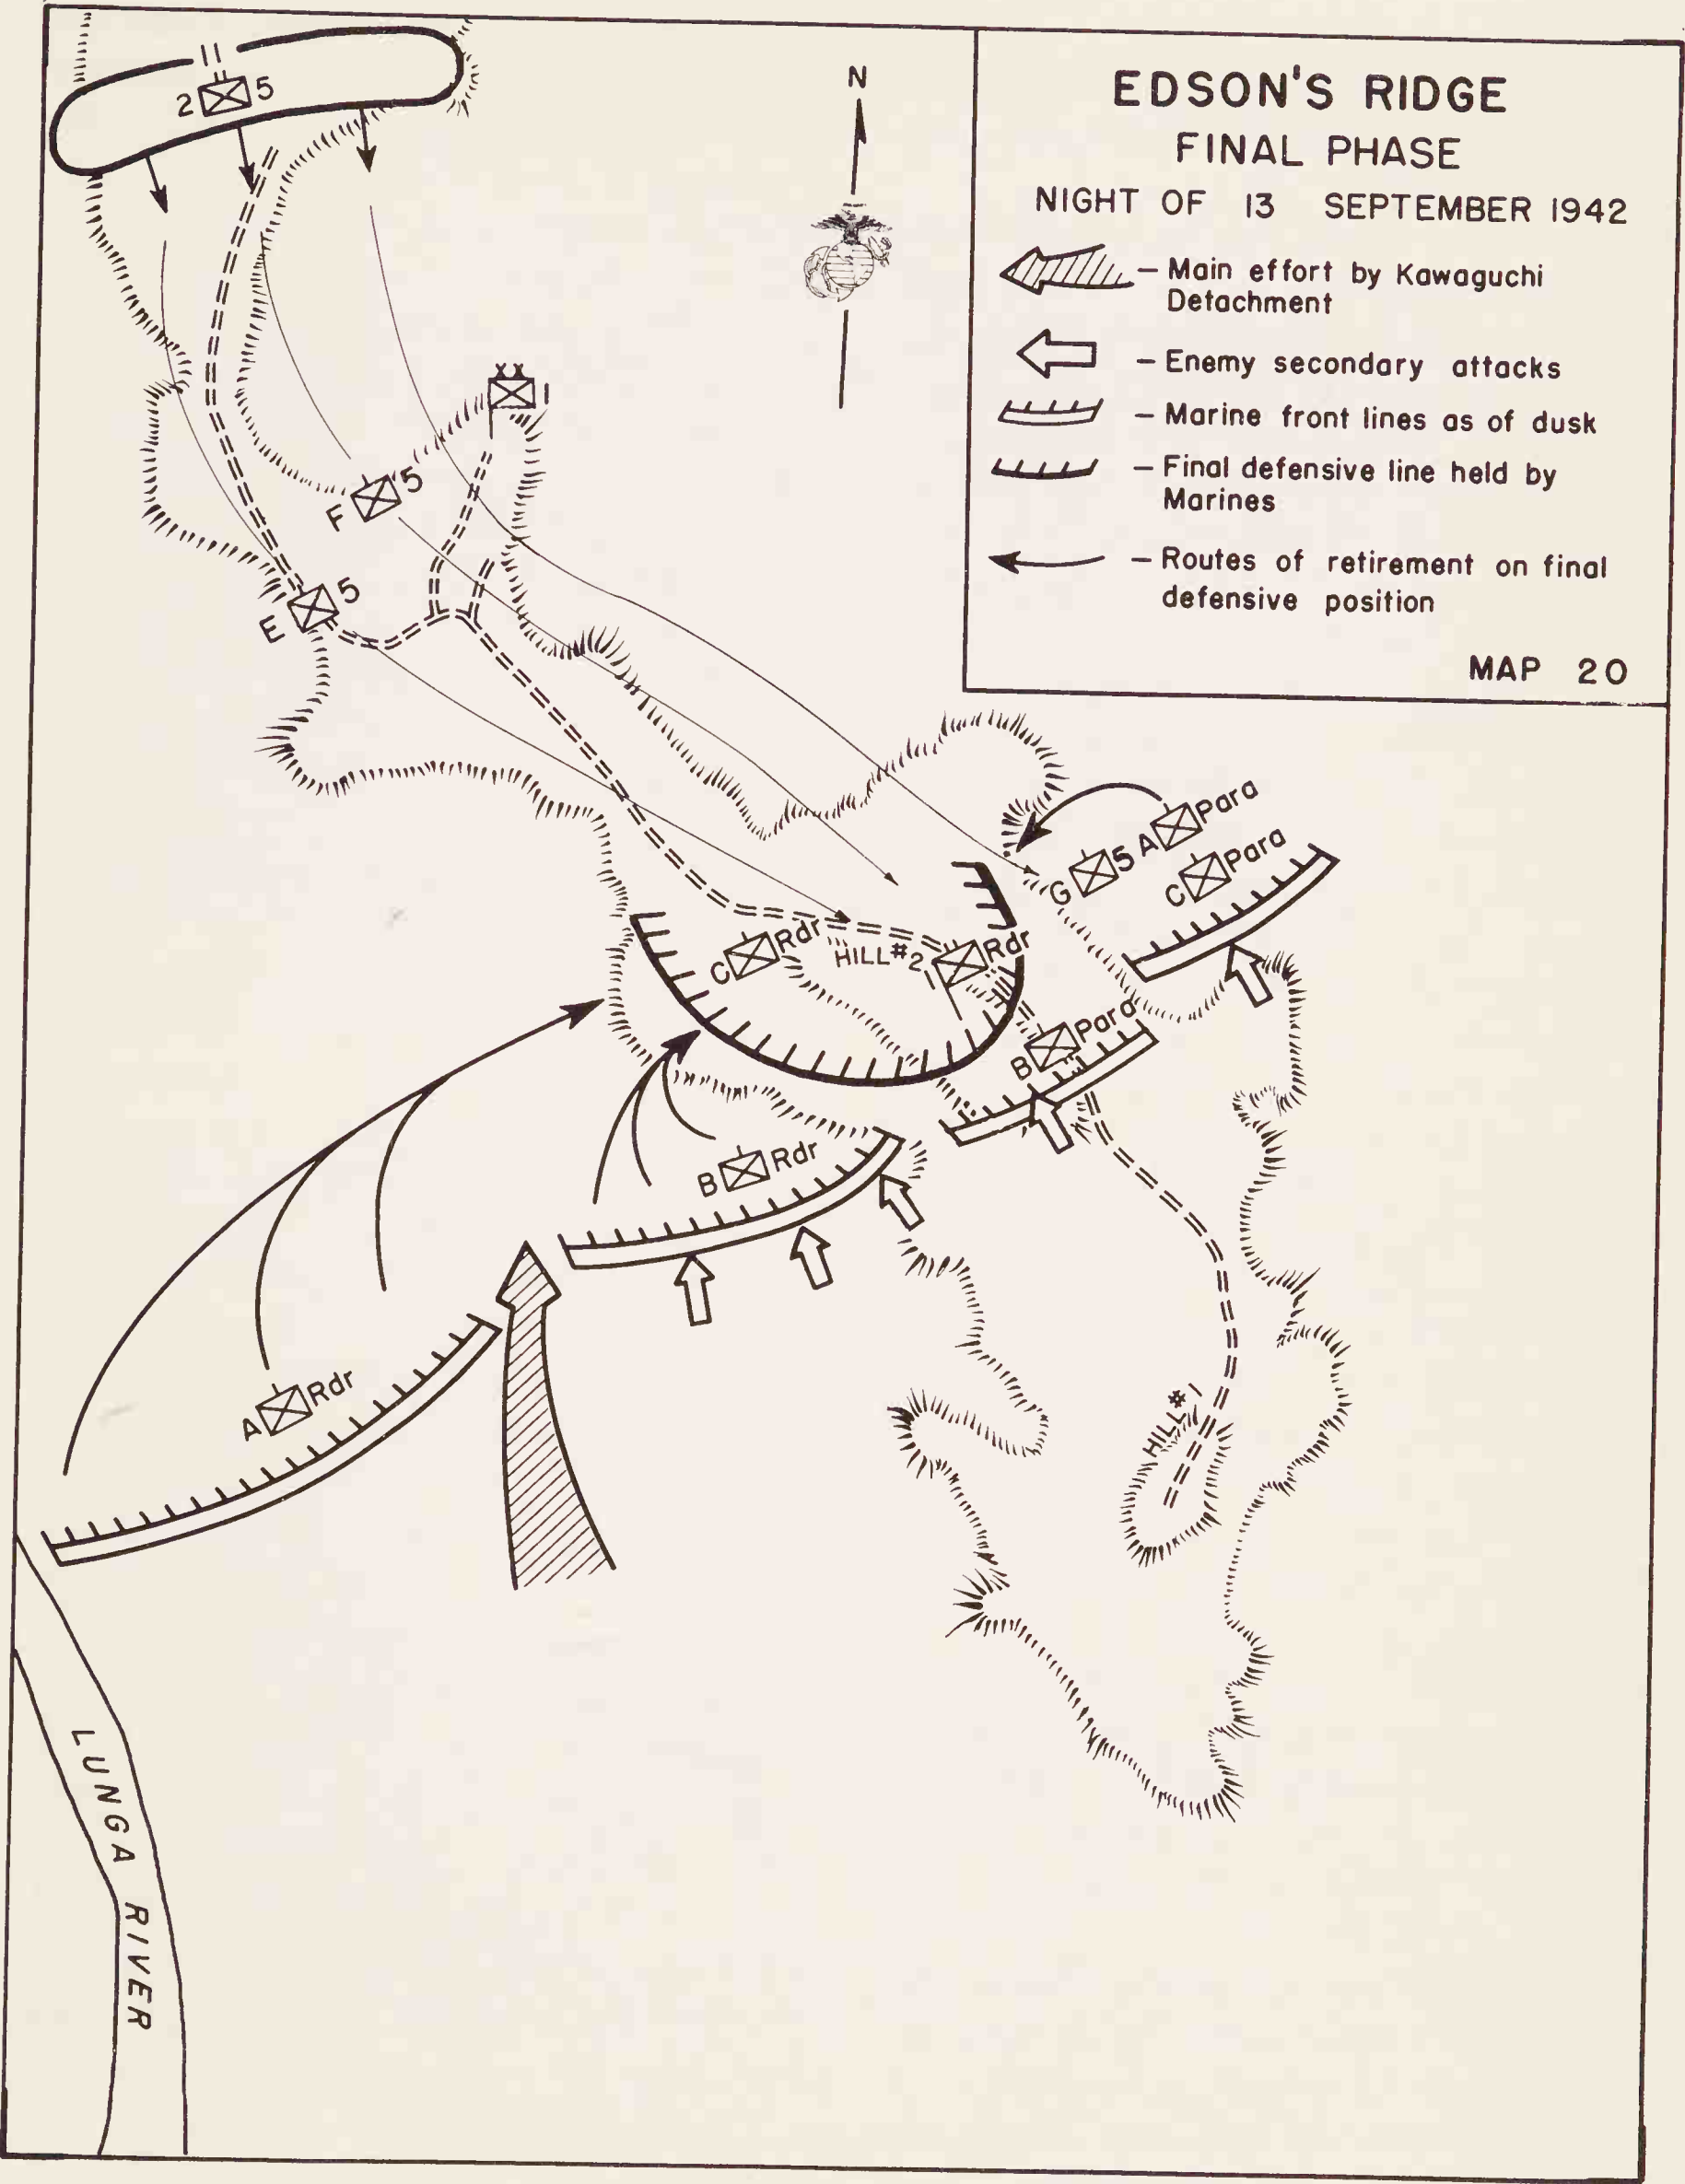 EDSON'S RIDGE
FINAL PHASE
NIGHT OF 13 SEPTEMBER 1942
– Main effort by Kawaguchi
Detachment
– Enemy secondary attacks
– Marine front lines as of dusk
– Final defensive line held by
Marines
– Routes of retirement on final
defensive position
MAP 20
N
2 5
1
F 5
E 5
A Para
G 5
C Para
C Rdr
HILL #2
1 Rdr
B Para
B Rdr
A Rdr
HILL #1
LUNGA RIVER